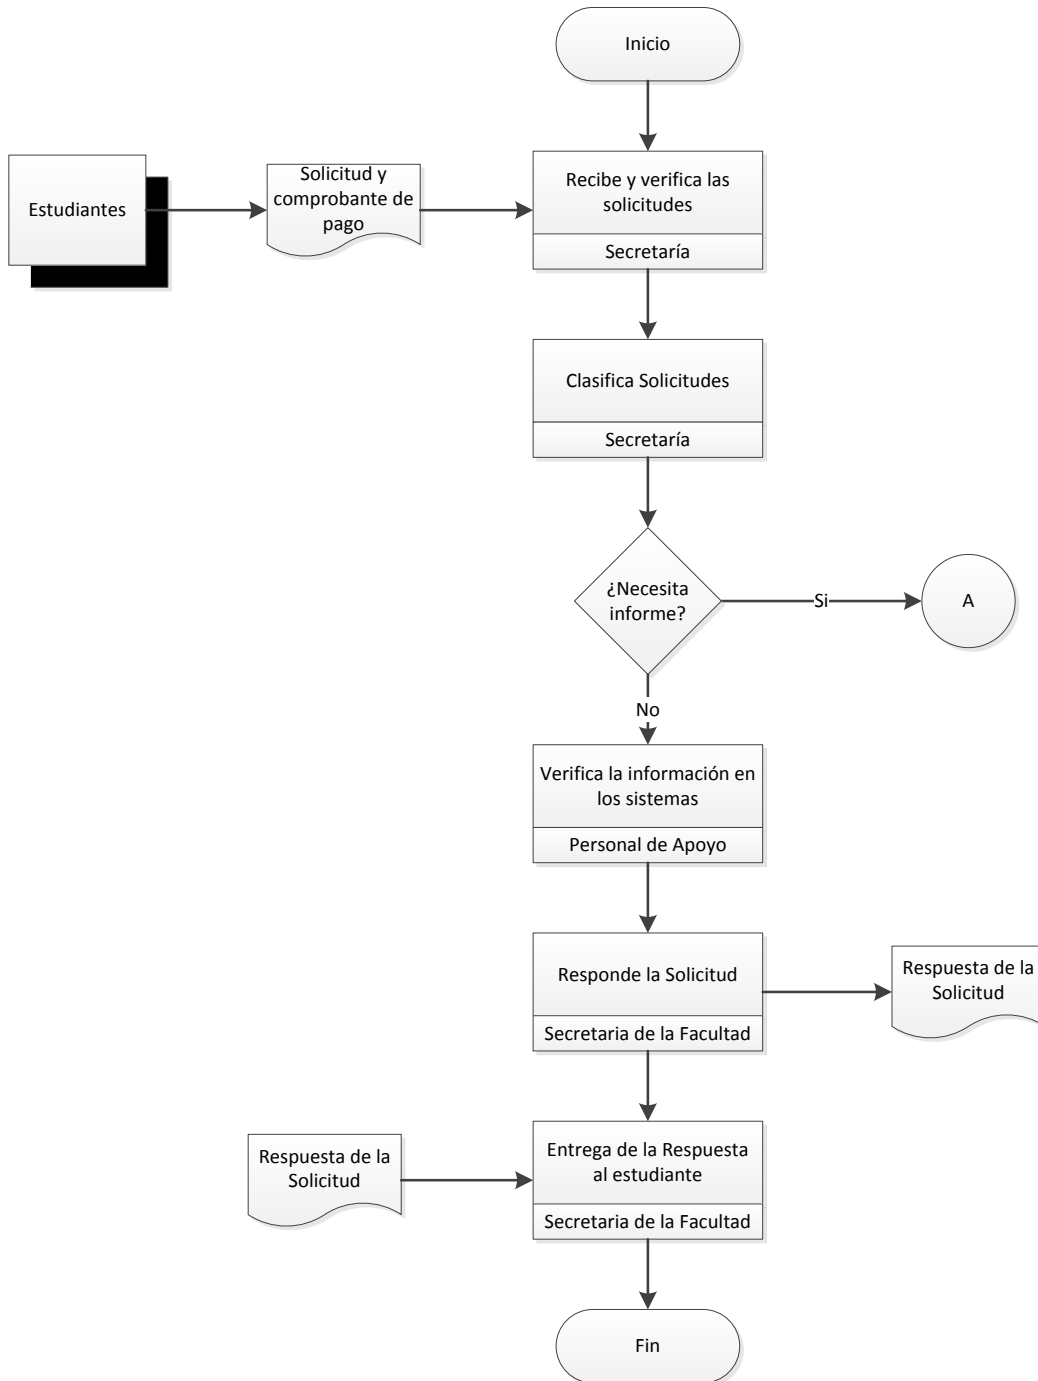 Inicio
Estudiantes
Solicitud y
comprobante de
pago
Recibe y verifica las
solicitudes
Secretaría
Clasifica Solicitudes
Secretaría
¿Necesita
informe?
Si
A
No
Verifica la información en
los sistemas
Personal de Apoyo
Responde la Solicitud
Secretaria de la Facultad
Respuesta de la
Solicitud
Respuesta de la
Solicitud
Entrega de la Respuesta
al estudiante
Secretaria de la Facultad
Fin